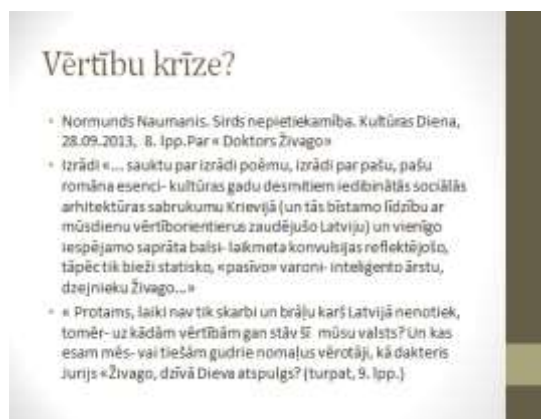 Vērtību krīze?
Normunds Naumanis. Sirds nepietiekamība. Kultūras Diena,
28.09.2013, 8. lpp.Par « Doktors Živago»
Izrādi «... sauktu par izrādi poēmu, izrādi par pašu, pašu
romāna esenci- kultūras gadu desmitiem iedibinātās sociālās
arhitektūras sabrukumu Krievijā (un tās bīstamo līdzību ar
mūsdienu vērtīborientierus zaudējušo Latviju) un vienīgo
iespējamo saprāta balsi- laikmeta konvulsijas reflektējošo,
tāpēc tik bieži statisko, «pasīvo» varoni- inteliģento ārstu,
dzejnieku Živago...»
« Protams, laiki nav tik skarbi un brāļu karš Latvijā nenotiek,
tomēr- uz kādām vērtībām gan stāv šī mūsu valsts? Un kas
esam mēs- vai tiešām gudrie nomaļus vērotāji, kā dakteris
Jurijs «Živago, dzīvā Dieva atspulgs? (turpat, 9. lpp.)